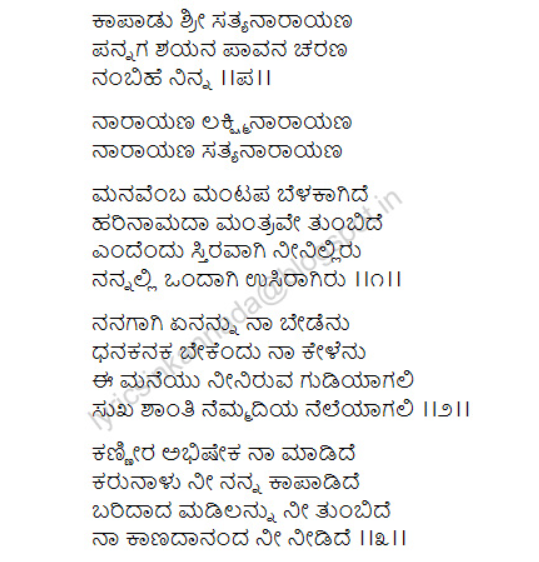 ಕಾಪಾಡು ಶ್ರೀ ಸತ್ಯನಾರಾಯಣ
ಪನ್ನಗ ಶಯನ ಪಾವನ ಚರಣ
ನಂಬಿಹೆ ನಿನ್ನ ।।ಪ।।
ನಾರಾಯಣ ಲಕ್ಷ್ಮಿನಾರಾಯಣ
ನಾರಾಯಣ ಸತ್ಯನಾರಾಯಣ
ಮನವೆಂಬ ಮಂಟಪ ಬೆಳಕಾಗಿದೆ
ಹರಿನಾಮದಾ ಮಂತ್ರವೇ ತುಂಬಿದೆ
ಎಂದೆಂದು ಸ್ತಿರವಾಗಿ ನೀನಿಲ್ಲಿರು
ನನ್ನಲ್ಲಿ ಒಂದಾಗಿ ಉಸಿರಾಗಿರು ।।೧।।
ನನಗಾಗಿ ಏನನ್ನು ನಾ ಬೇಡೆನು
ಧನಕನಕ ಬೇಕೆಂದು ನಾ ಕೇಳೆನು
ಈ ಮನೆಯು ನೀನಿರುವ ಗುಡಿಯಾಗಲಿ
ಸುಖ ಶಾಂತಿ ನೆಮ್ಮದಿಯ ನೆಲೆಯಾಗಲಿ ।।೨।।
ಕಣ್ಣೀರ ಅಭಿಷೇಕ ನಾ ಮಾಡಿದೆ
ಕರುನಾಳು ನೀ ನನ್ನ ಕಾಪಾಡಿದೆ
ಬರಿದಾದ ಮಡಿಲನ್ನು ನೀ ತುಂಬಿದೆ
ನಾ ಕಾಣದಾನಂದ ನೀ ನೀಡಿದೆ ।।೩।।
lyricsinkannada@blogspot.in